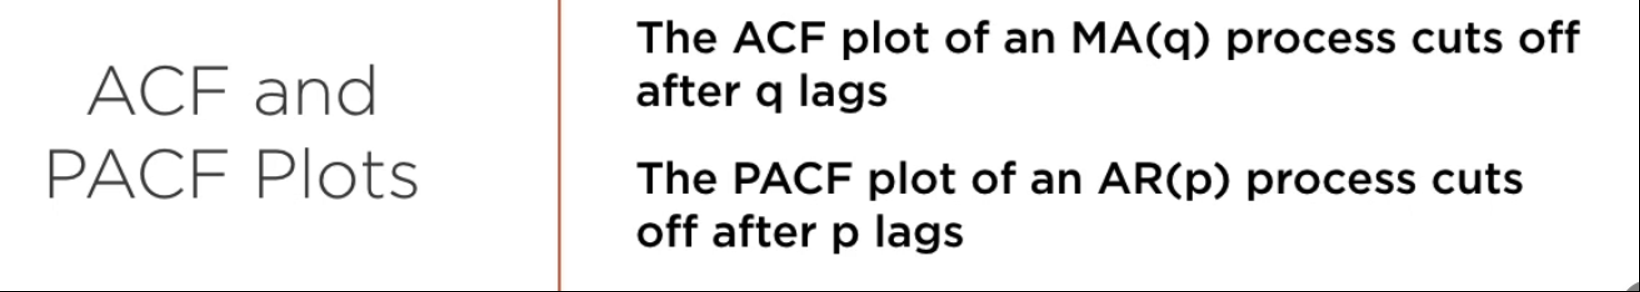 ACF and
PACF Plots
The ACF plot of an MA(q) process cuts off
after q lags
The PACF plot of an AR(p) process cuts
off after p lags